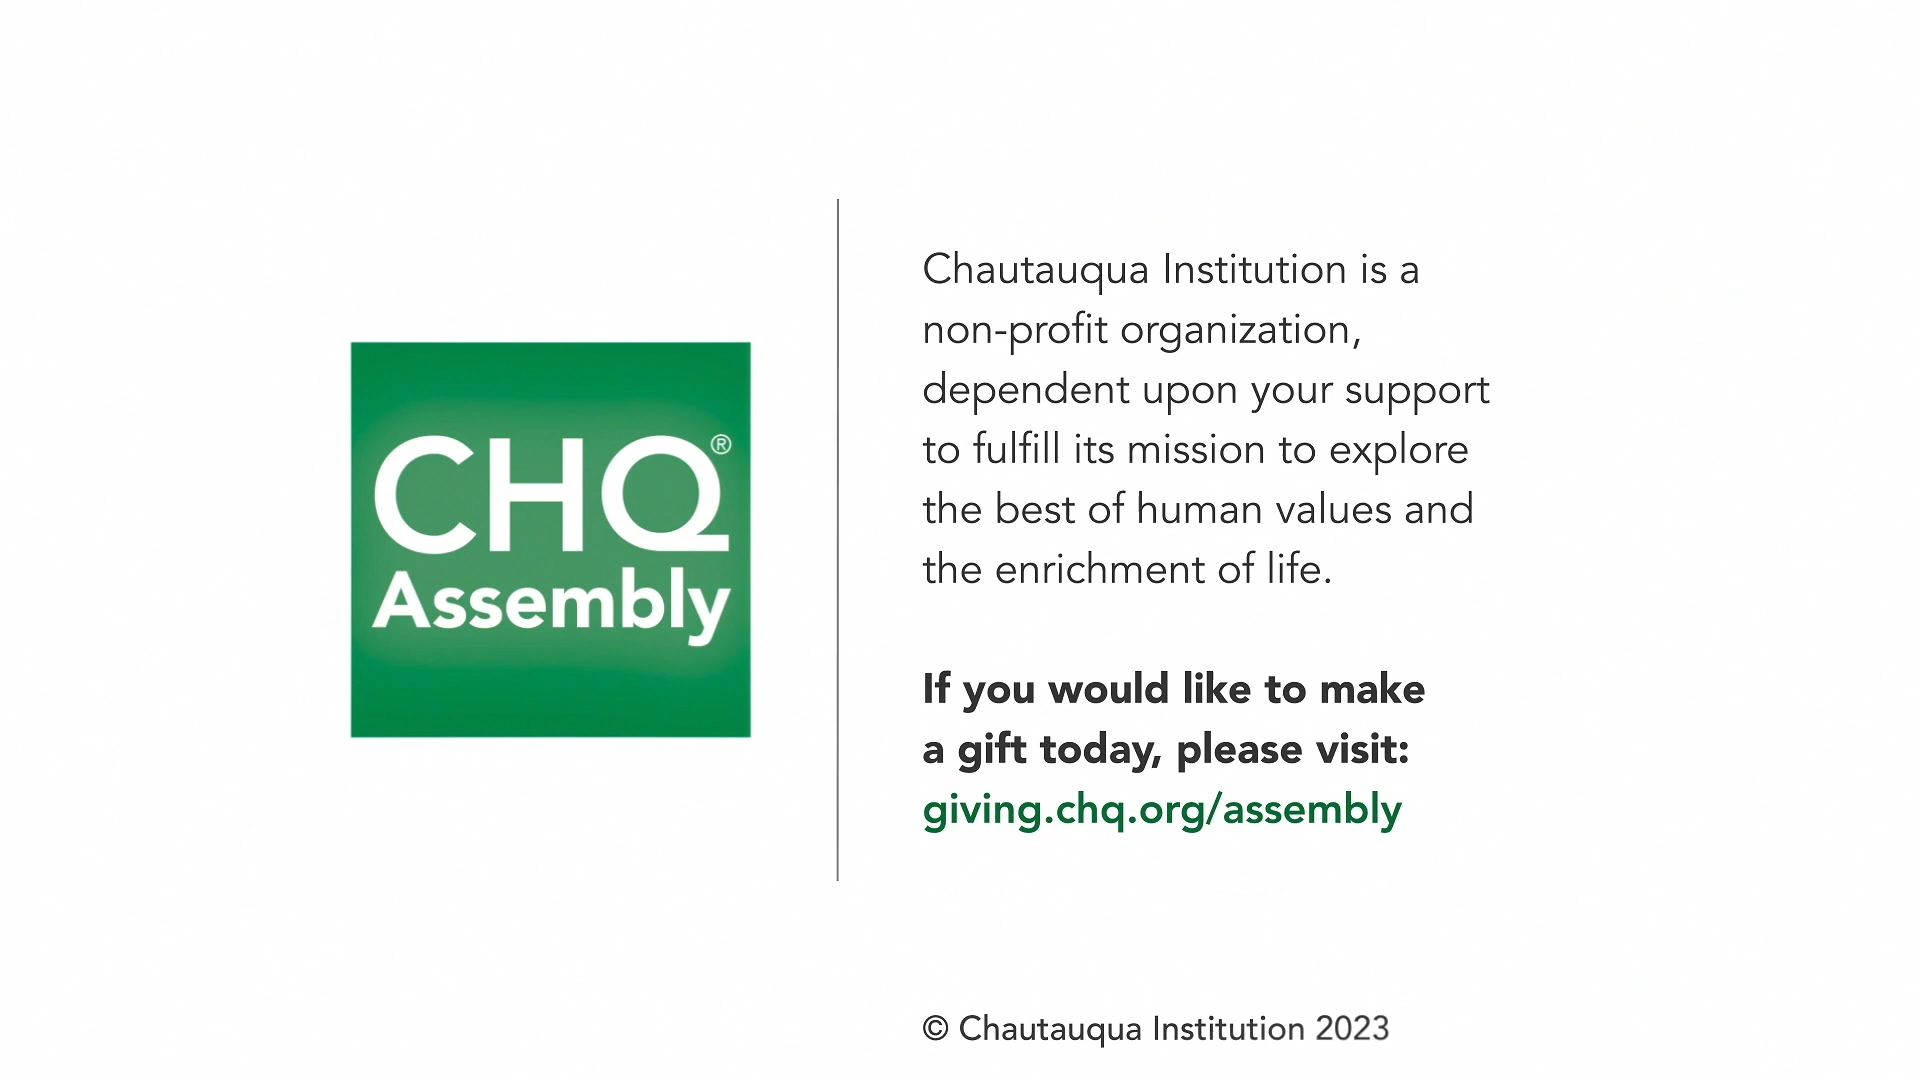 CHQ®
Assembly
Chautauqua Institution is a
non-profit organization,
dependent upon your support
to fulfill its mission to explore
the best of human values and
the enrichment of life.
If you would like to make
a gift today, please visit:
giving.chq.org/assembly
© Chautauqua Institution 2023